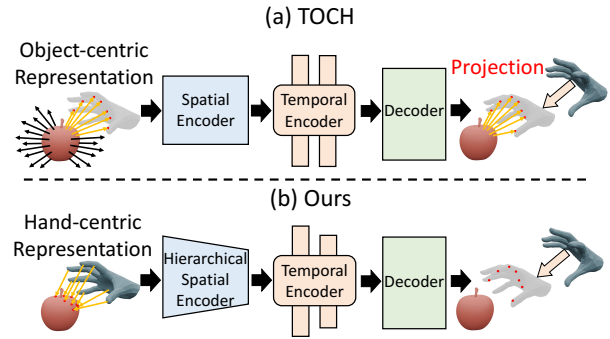 (a) TOCH
Object-centric
Representation
Spatial
Encoder
Temporal
Encoder
Decoder
Projection
(b) Ours
Hand-centric
Representation
Hierarchical
Spatial
Encoder
Temporal
Encoder
Decoder